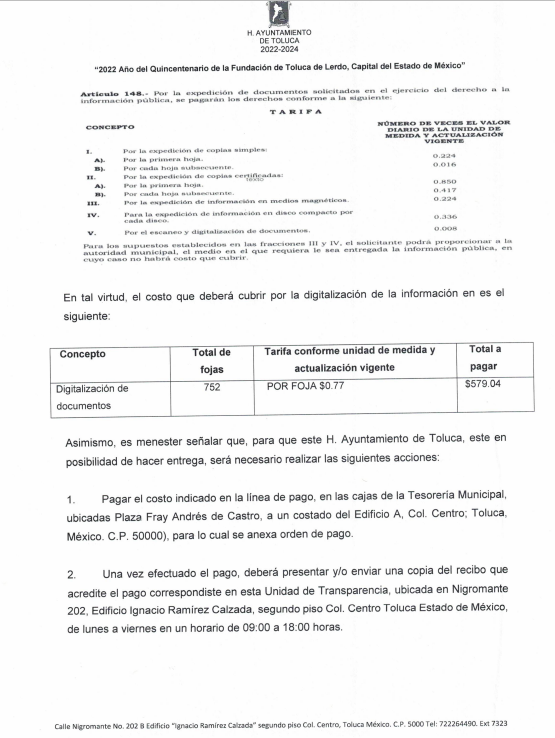 H. AYUNTAMIENTO
DE TOLUCA
2022-2024
"2022 Año del Quincentenario de la Fundación de Toluca de Lerdo, Capital del Estado de México"
Artículo 148.- Por la expedición de documentos solicitados en el ejercicio del derecho a la
información pública, se pagarán los derechos conforme a la siguiente:
TARIFA
CONCEPTO NÚMERO DE VECES EL VALOR
DIARIO DE LA UNIDAD DE
MEDIDA Y ACTUALIZACIÓN
VIGENTE
I. Por la expedición de copias simples:
A). Por la primera hoja. 0.224
B). Por cada hoja subsecuente. 0.016
II. Por la expedición de copias certificadas:
Texto
A). Por la primera hoja. 0.850
B). Por cada hoja subsecuente. 0.417
III. Por la expedición de información en medios magnéticos. 0.224
IV. Para la expedición de información en disco compacto por
cada disco. 0.336
V. Por el escaneo y digitalización de documentos. 0.008
Para los supuestos establecidos en las fracciones III y IV, el solicitante podrá proporcionar a la
autoridad municipal, el medio en el que requiera le sea entregada la información pública, en
cuyo caso no habrá costo que cubrir.
En tal virtud, el costo que deberá cubrir por la digitalización de la información en es el
siguiente:
Concepto Total de Tarifa conforme unidad de medida y Total a
fojas actualización vigente pagar
Digitalización de 752 POR FOJA $0.77 $579.04
documentos
Asimismo, es menester señalar que, para que este H. Ayuntamiento de Toluca, este en
posibilidad de hacer entrega, será necesario realizar las siguientes acciones:
1. Pagar el costo indicado en la línea de pago, en las cajas de la Tesorería Municipal,
ubicadas Plaza Fray Andrés de Castro, a un costado del Edificio A, Col. Centro; Toluca,
México. C.P. 50000), para lo cual se anexa orden de pago.
2. Una vez efectuado el pago, deberá presentar y/o enviar una copia del recibo que
acredite el pago correspondiste en esta Unidad de Transparencia, ubicada en Nigromante
202, Edificio Ignacio Ramírez Calzada, segundo piso Col. Centro Toluca Estado de México,
de lunes a viernes en un horario de 09:00 a 18:00 horas.
Calle Nigromante No. 202 B Edificio "Ignacio Ramírez Calzada" segundo piso Col. Centro, Toluca México. C.P. 5000 Tel: 722264490. Ext 7323